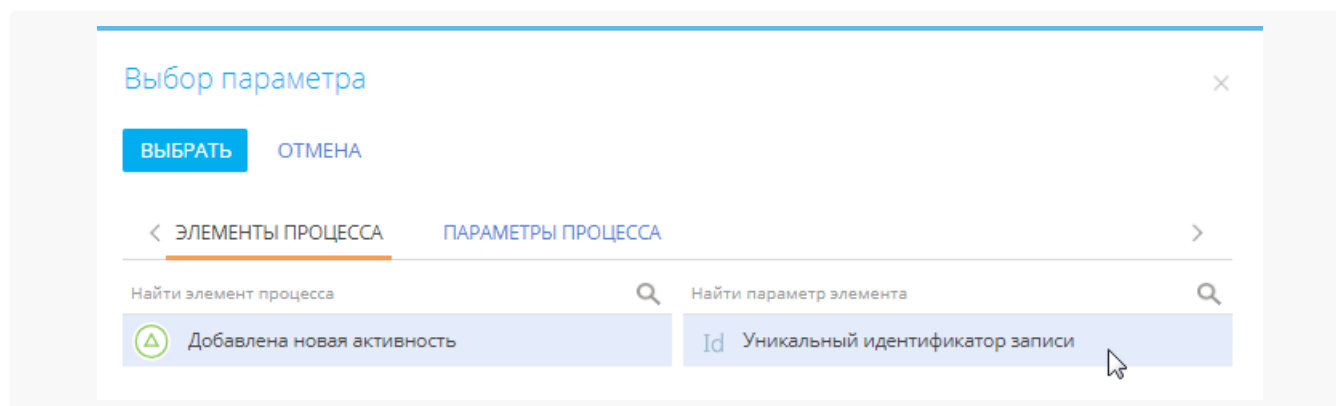 Выбор параметра
ВЫБРАТЬ ОТМЕНА
ЭЛЕМЕНТЫ ПРОЦЕССА ПАРАМЕТРЫ ПРОЦЕССА
Найти элемент процесса Найти параметр элемента
Добавлена новая активность Id Уникальный идентификатор записи